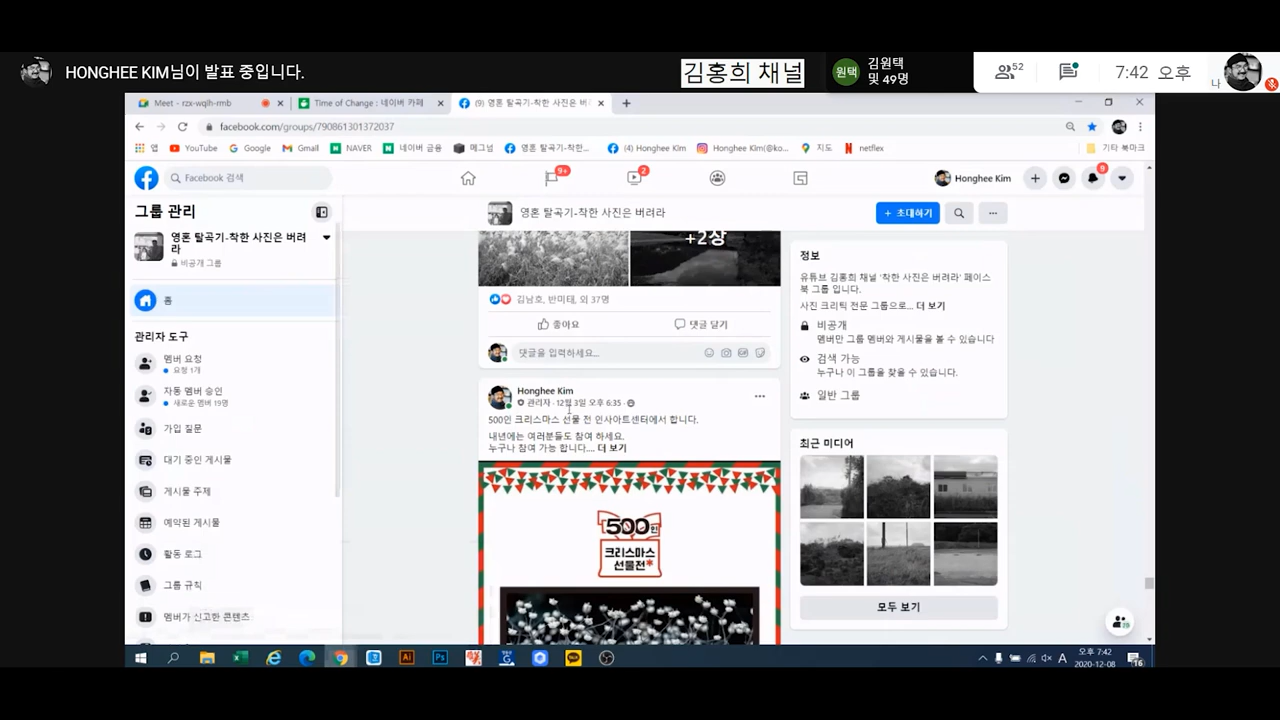 HONGHEE KIM님이 발표 중입니다.
김홍희 채널
원택
김원택
및 49명
52
7:42 오후
나
Meet - rzx-wqih-rmb
Time of Change : 네이버 카페
(9) 영혼 탈곡기-착한 사진은 버려
facebook.com/groups/790861301372037
앱
YouTube
Google
Gmail
NAVER
네이버 금융
메그넘
영혼 탈곡기-착한...
(4) Honghee Kim
Honghee Kim(@ko...
지도
netflex
기타 북마크
Facebook 검색
9+
2
Honghee Kim
9
그룹 관리
영혼 탈곡기-착한 사진은 버려라
비공개 그룹
홈
관리자 도구
멤버 요청
요청 1개
자동 멤버 승인
새로운 멤버 19명
가입 질문
대기 중인 게시물
게시물 주제
예약된 게시물
활동 로그
그룹 규칙
멤버가 신고한 콘텐츠
영혼 탈곡기-착한 사진은 버려라
+ 초대하기
+2장
김남호, 반미태, 외 37명
좋아요
댓글 달기
댓글을 입력하세요...
GIF
Honghee Kim
관리자 · 12월 3일 오후 6:35
500인 크리스마스 선물 전 인사아트센터에서 합니다.
내년에는 여러분들도 참여 하세요.
누구나 참여 가능 합니다.... 더 보기
500인
크리스마스
선물전*
정보
유튜브 김홍희 채널 '착한 사진은 버려라' 페이스
북 그룹 입니다.
사진 크리틱 전문 그룹으로... 더 보기
비공개
멤버만 그룹 멤버와 게시물을 볼 수 있습니다
검색 가능
누구나 이 그룹을 찾을 수 있습니다.
일반 그룹
최근 미디어
모두 보기
A
오후 7:42
2020-12-08
16